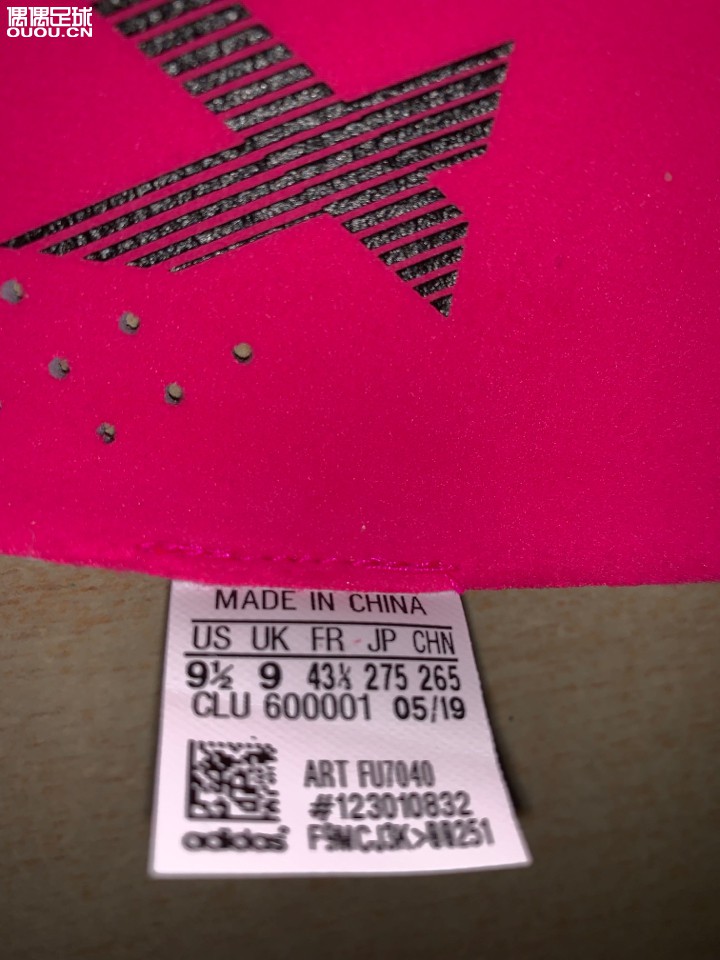 偶偶足球
OUOU.CN
MADE IN CHINA
US UK FR JP CHN
9½ 9 43⅓ 275 265
CLU 600001 05/19
ART FU7040
#123010832
adidas